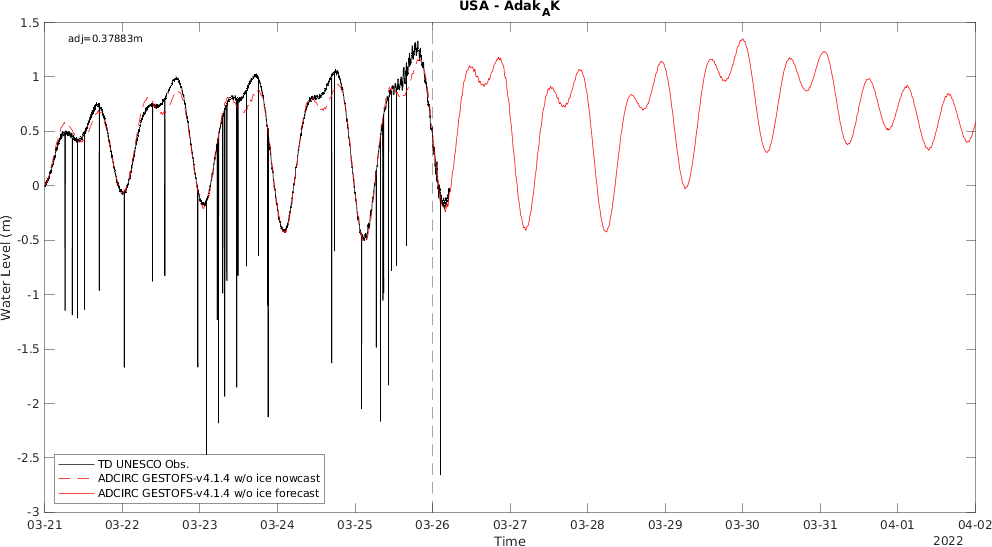 USA - Adak_AK
adj=0.37883m
1.5
1
0.5
0
-0.5
-1
-1.5
-2
-2.5
-3
Water Level (m)
TD UNESCO Obs.
ADCIRC GESTOFS-v4.1.4 w/o ice nowcast
ADCIRC GESTOFS-v4.1.4 w/o ice forecast
03-21 03-22 03-23 03-24 03-25 03-26 03-27 03-28 03-29 03-30 03-31 04-01 04-02
Time
2022